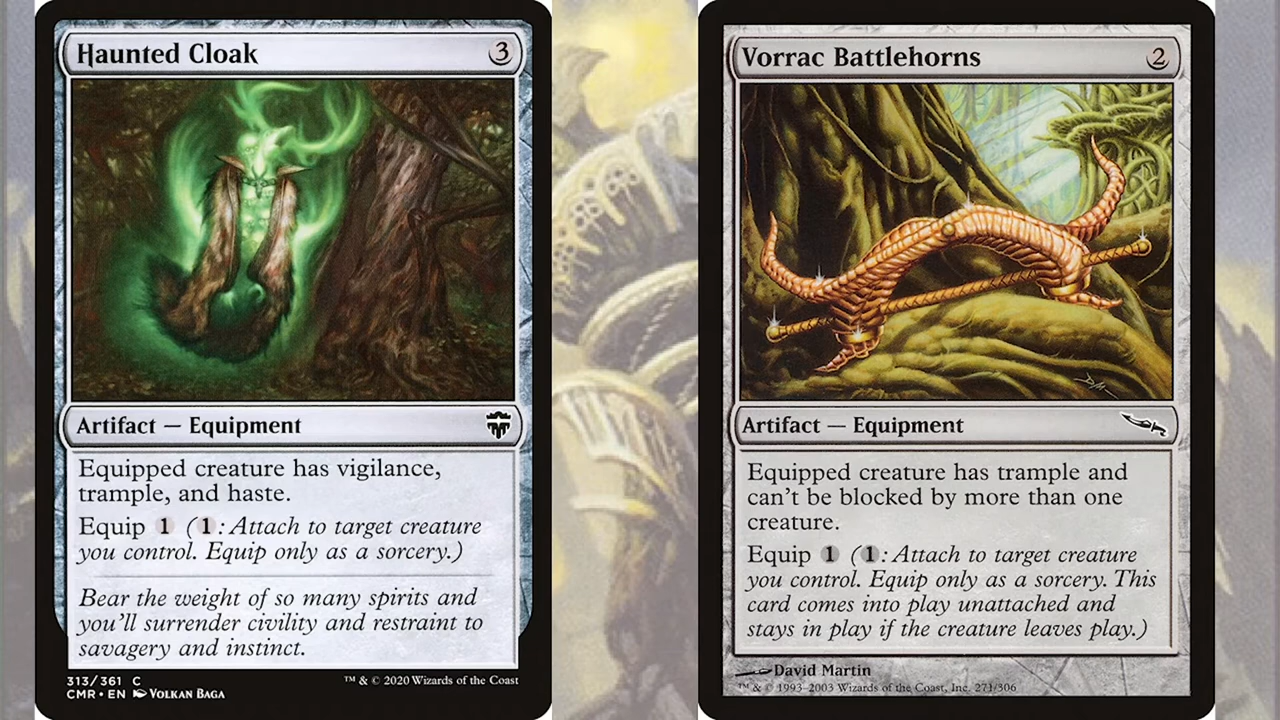 Haunted Cloak 3
Artifact — Equipment
Equipped creature has vigilance,
trample, and haste.
Equip 1 (1: Attach to target creature
you control. Equip only as a sorcery.)
Bear the weight of so many spirits and
you'll surrender civility and restraint to
savagery and instinct.
313/361 C
CMR • EN Volkan Baga
™ & © 2020 Wizards of the Coast
Vorrac Battlehorns 2
DM
Artifact — Equipment
Equipped creature has trample and
can't be blocked by more than one
creature.
Equip 1 (1: Attach to target creature
you control. Equip only as a sorcery. This
card comes into play unattached and
stays in play if the creature leaves play.)
David Martin
™ & © 1993–2003 Wizards of the Coast, Inc. 271/306